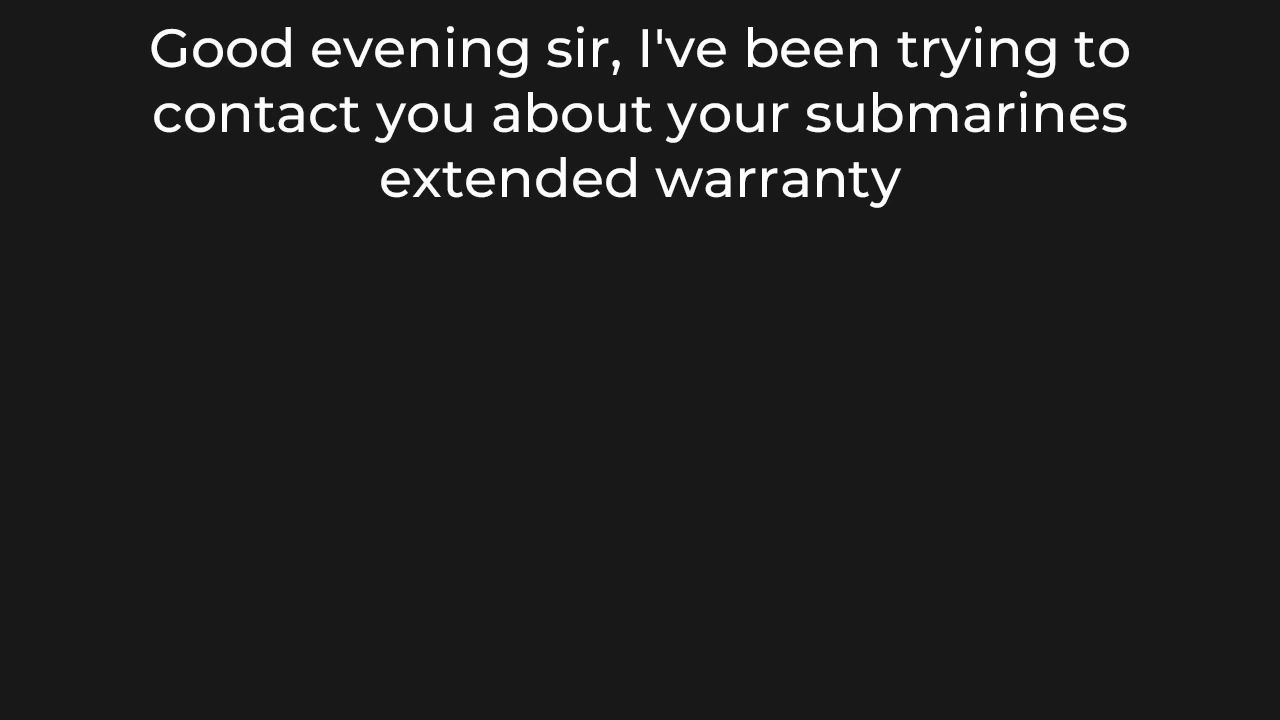 Good evening sir, I've been trying to
contact you about your submarines
extended warranty